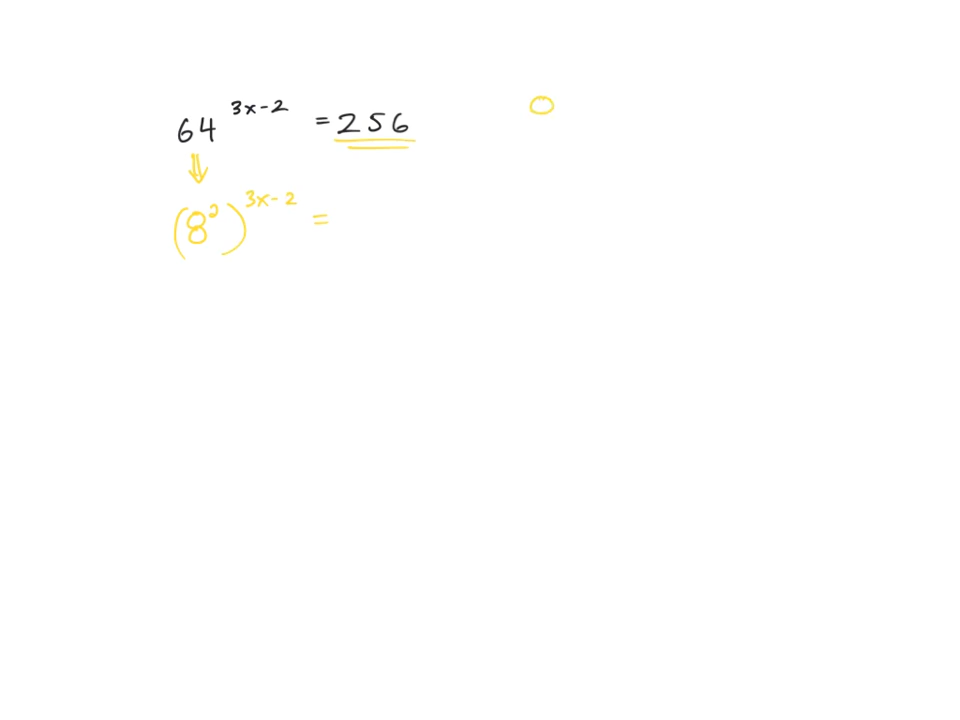 64^{3x-2} = 256
⇓
(8^2)^{3x-2} =